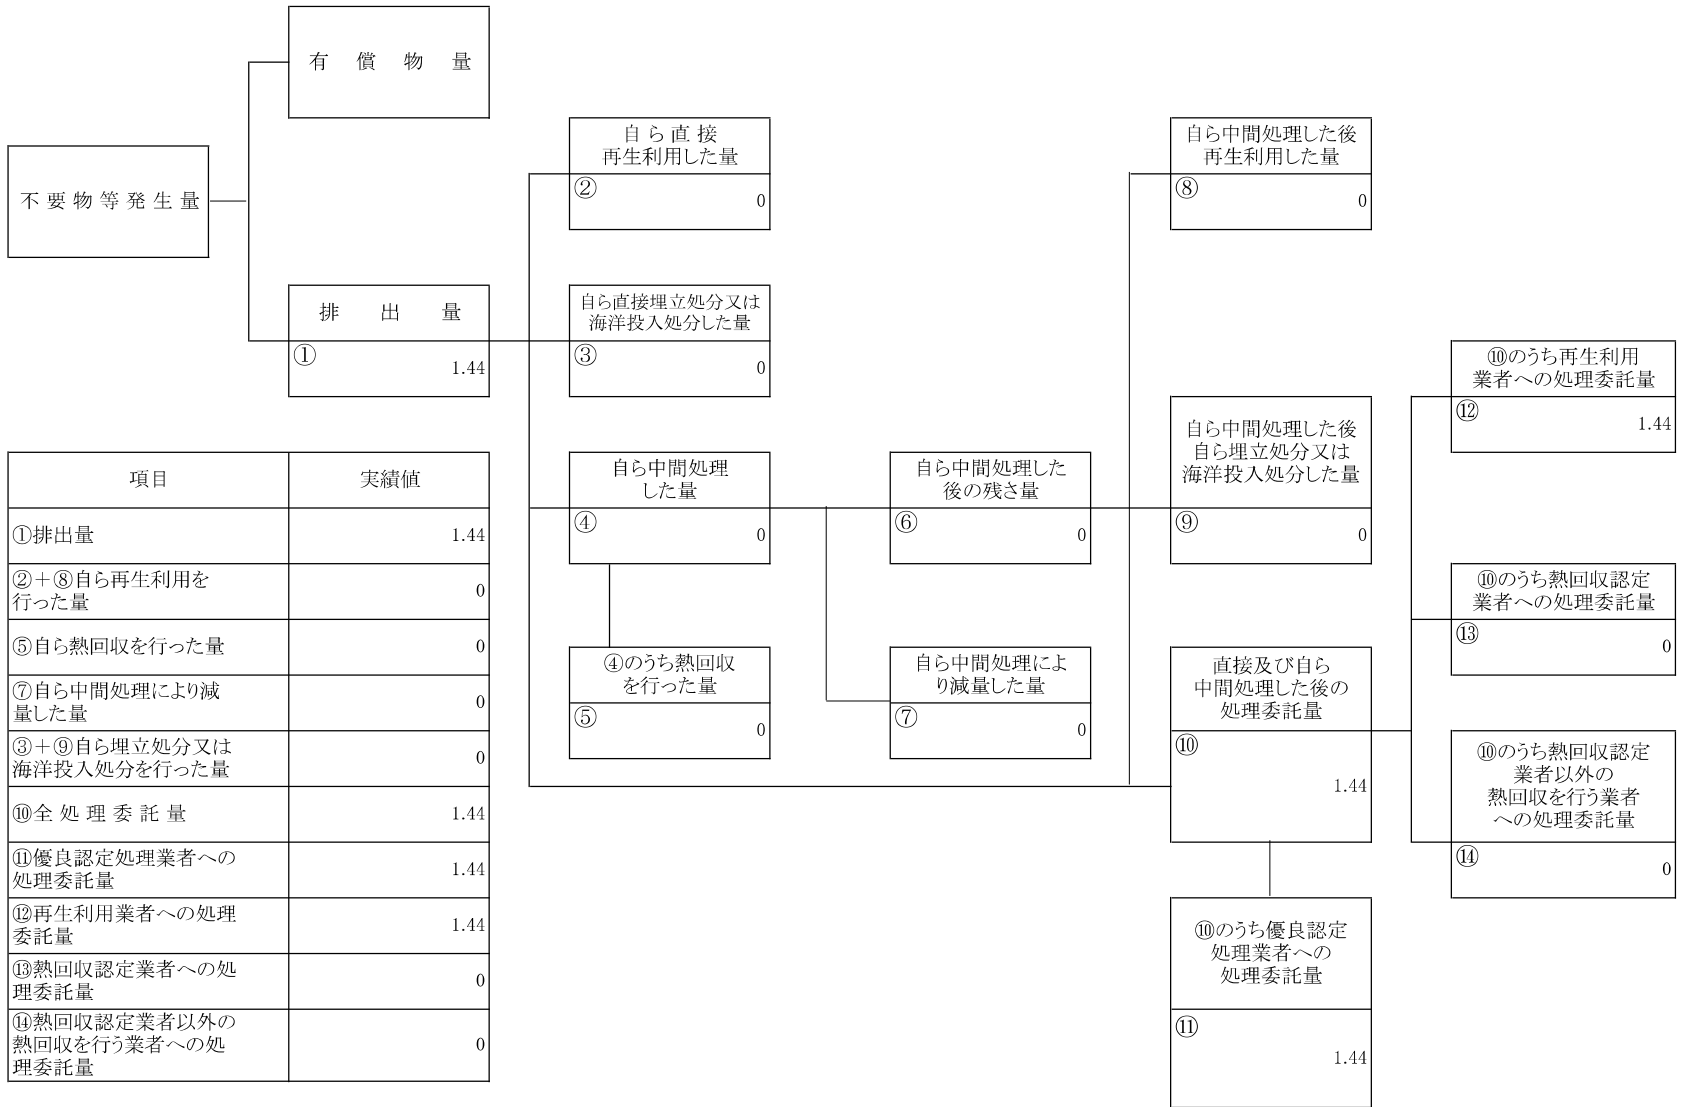 有 償 物 量
不 要 物 等 発 生 量
排 出 量
①
1.44
自 ら 直 接
再生利用した量
②
0
自ら直接埋立処分又は
海洋投入処分した量
③
0
自ら中間処理
した量
④
0
④のうち熱回収
を行った量
⑤
0
自ら中間処理した
後の残さ量
⑥
0
自ら中間処理によ
り減量した量
⑦
0
自ら中間処理した後
再生利用した量
⑧
0
自ら中間処理した後
自ら埋立処分又は
海洋投入処分した量
⑨
0
直接及び自ら
中間処理した後の
処理委託量
⑩
1.44
⑩のうち優良認定
処理業者への
処理委託量
⑪
1.44
⑩のうち再生利用
業者への処理委託量
⑫
1.44
⑩のうち熱回収認定
業者への処理委託量
⑬
0
⑩のうち熱回収認定
業者以外の
熱回収を行う業者
への処理委託量
⑭
0
項目 実績値
①排出量 1.44
②＋⑧自ら再生利用を
行った量 0
⑤自ら熱回収を行った量 0
⑦自ら中間処理により減
量した量 0
③＋⑨自ら埋立処分又は
海洋投入処分を行った量 0
⑩全 処 理 委 託 量 1.44
⑪優良認定処理業者への
処理委託量 1.44
⑫再生利用業者への処理
委託量 1.44
⑬熱回収認定業者への処
理委託量 0
⑭熱回収認定業者以外の
熱回収を行う業者への処
理委託量 0